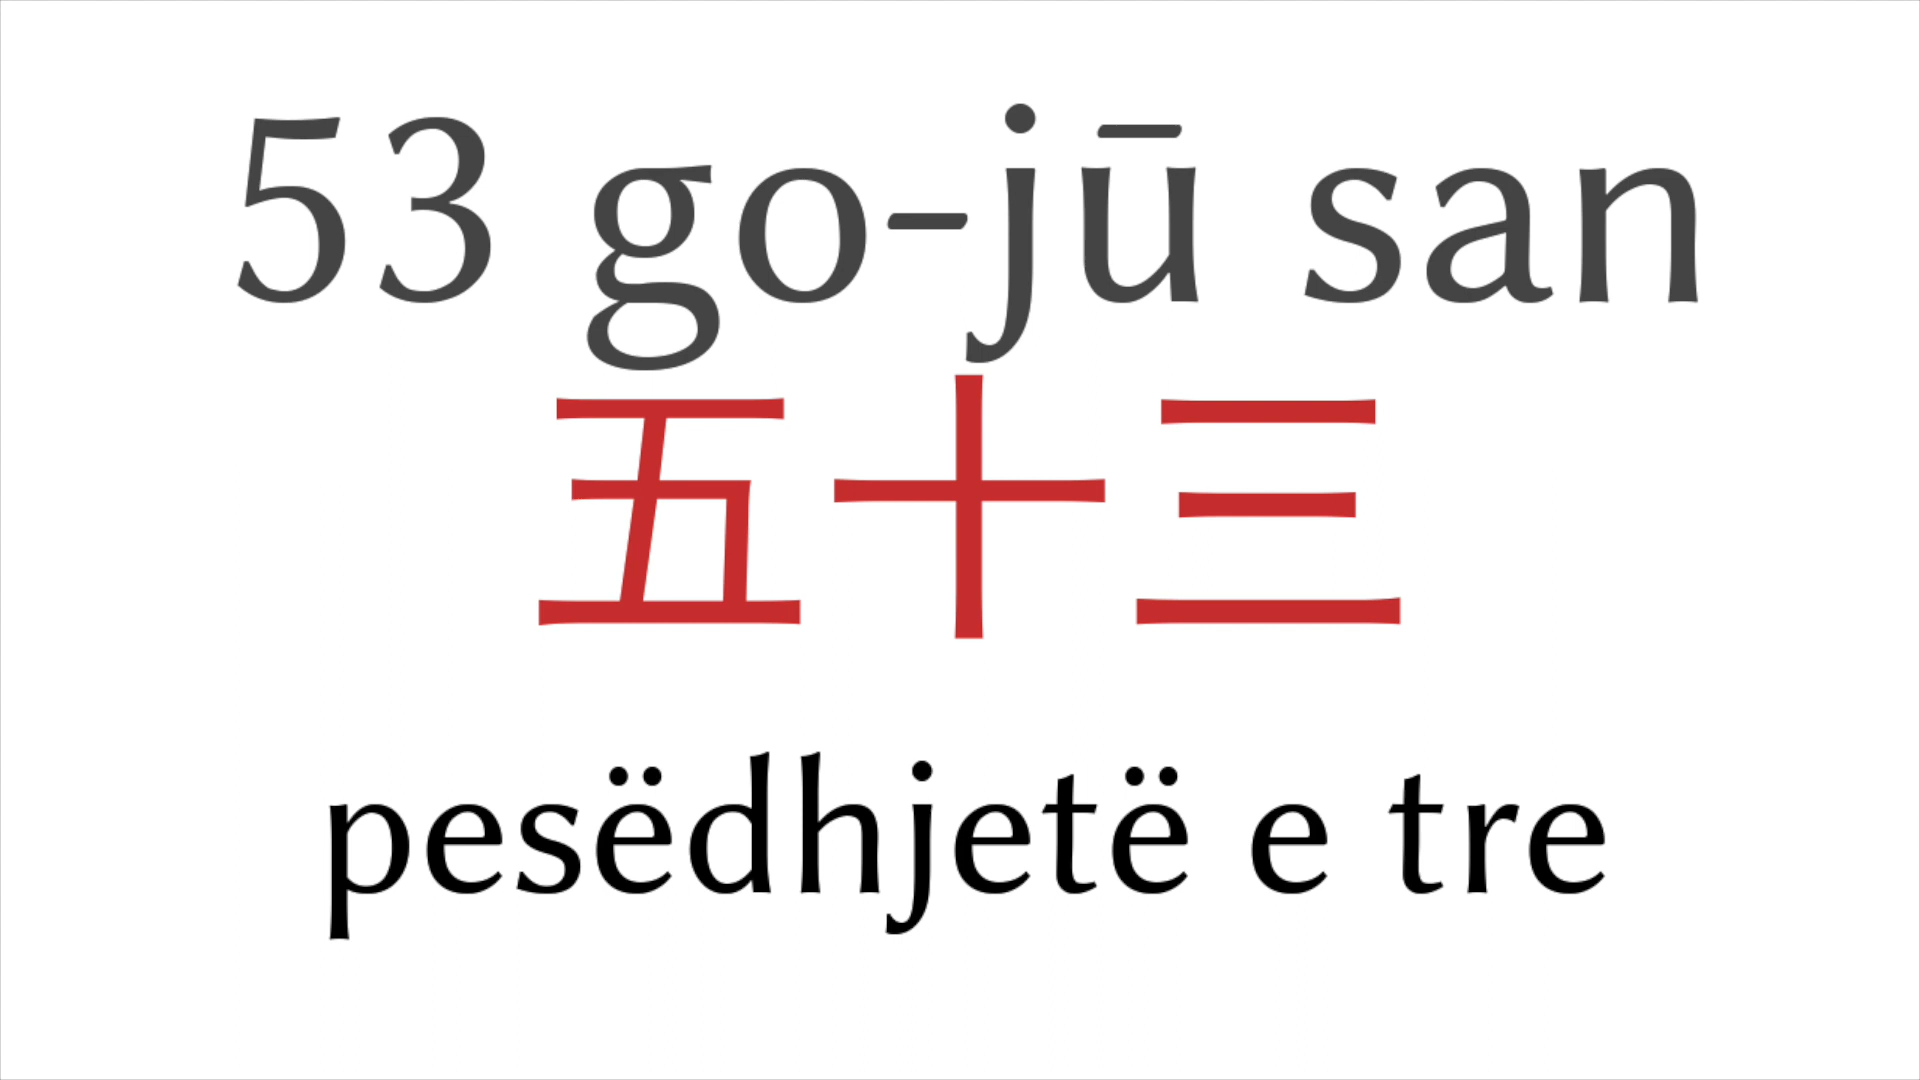 53 go-jū san
五十三
pesëdhjetë e tre